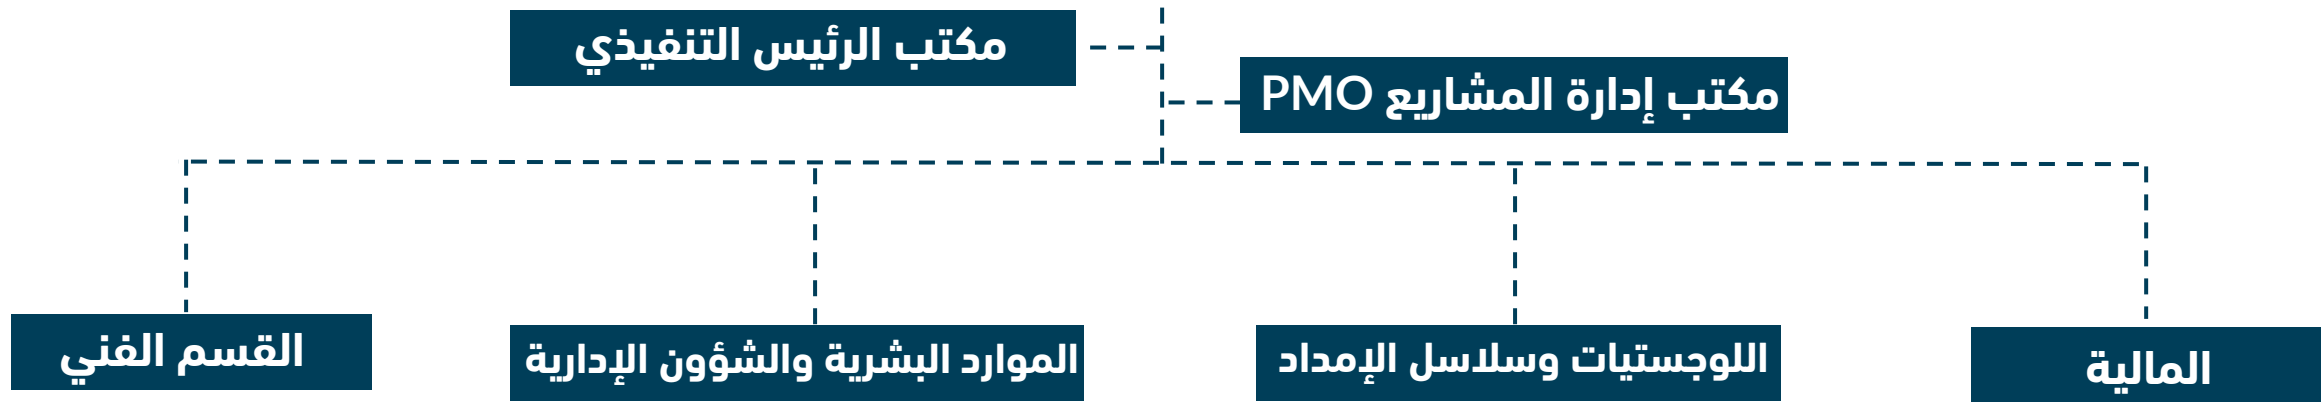 مكتب الرئيس التنفيذي
مكتب إدارة المشاريع PMO
المالية
اللوجستيات وسلاسل الإمداد
الموارد البشرية والشؤون الإدارية
القسم الفني